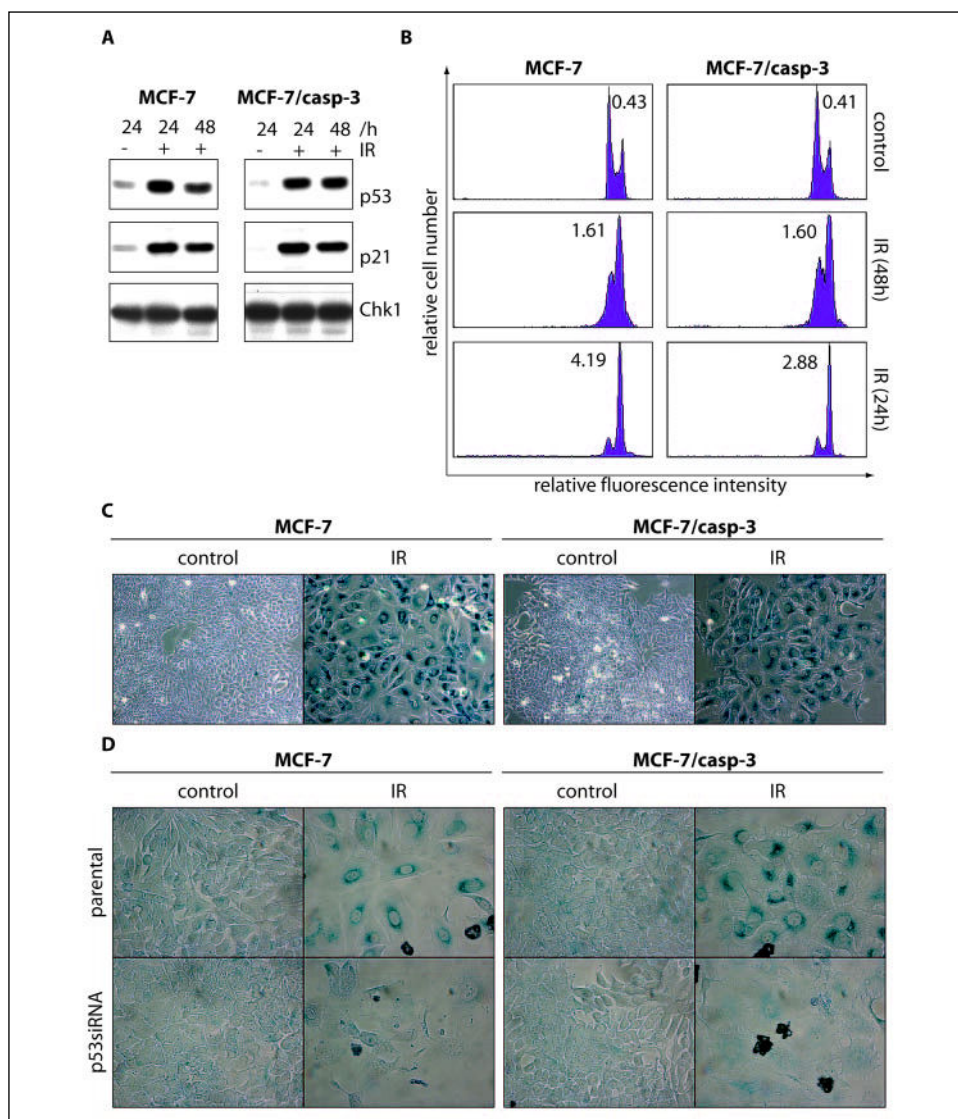 A
MCF-7 MCF-7/casp-3
24 24 48 24 24 48 /h
- + + - + + IR
p53
p21
Chk1
B
MCF-7 MCF-7/casp-3
0.43 0.41
control
1.61 1.60
IR (48h)
4.19 2.88
IR (24h)
relative cell number
relative fluorescence intensity
C
MCF-7 MCF-7/casp-3
control IR control IR
D
MCF-7 MCF-7/casp-3
control IR control IR
parental
p53siRNA